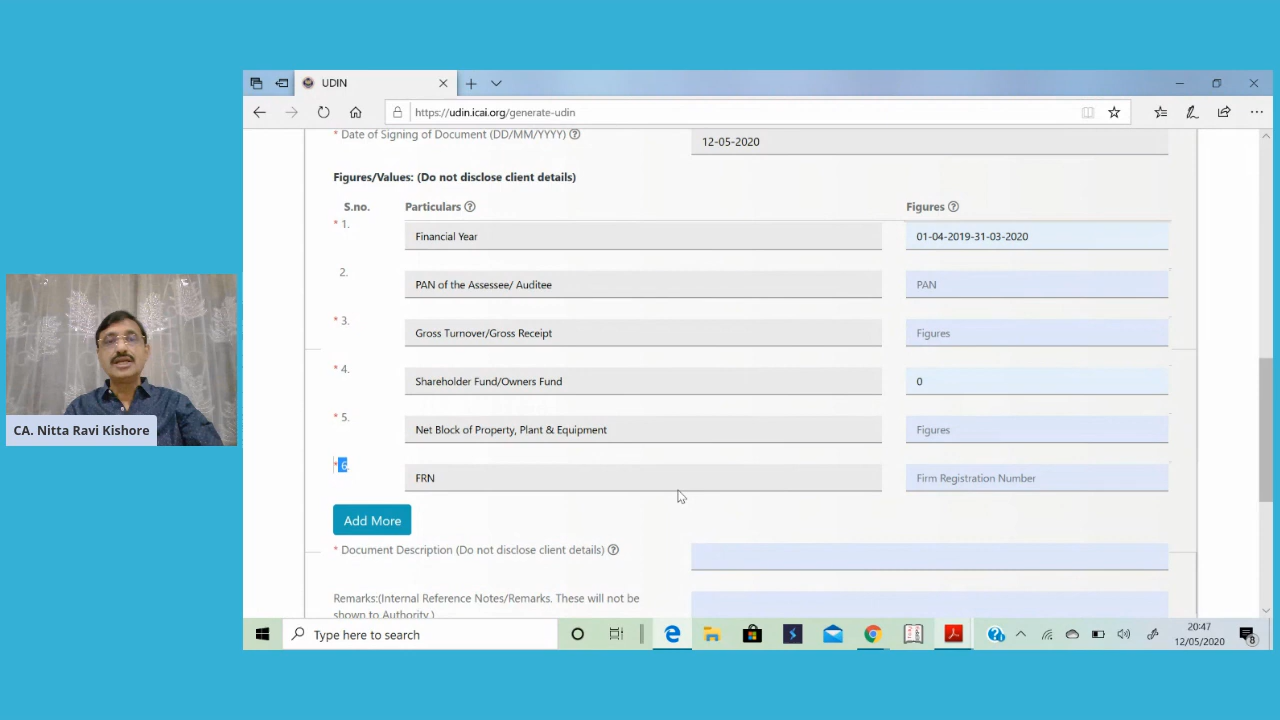 UDIN
https://udin.icai.org/generate-udin
* Date of Signing of Document (DD/MM/YYYY)
12-05-2020
Figures/Values: (Do not disclose client details)
S.no. Particulars Figures
* 1. Financial Year 01-04-2019-31-03-2020
2. PAN of the Assessee/ Auditee PAN
* 3. Gross Turnover/Gross Receipt Figures
* 4. Shareholder Fund/Owners Fund 0
* 5. Net Block of Property, Plant & Equipment Figures
* 6. FRN Firm Registration Number
Add More
* Document Description (Do not disclose client details)
Remarks:(Internal Reference Notes/Remarks. These will not be
shown to Authority.)
CA. Nitta Ravi Kishore
Type here to search
20:47
12/05/2020
8